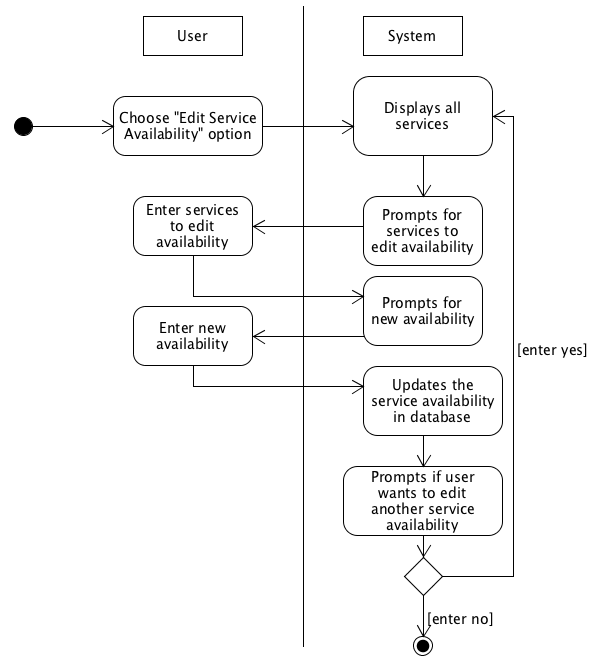 User
System
Choose "Edit Service
Availability" option
Displays all
services
Enter services
to edit
availability
Prompts for
services to
edit availability
Prompts for
new availability
Enter new
availability
[enter yes]
Updates the
service availability
in database
Prompts if user
wants to edit
another service
availability
[enter no]